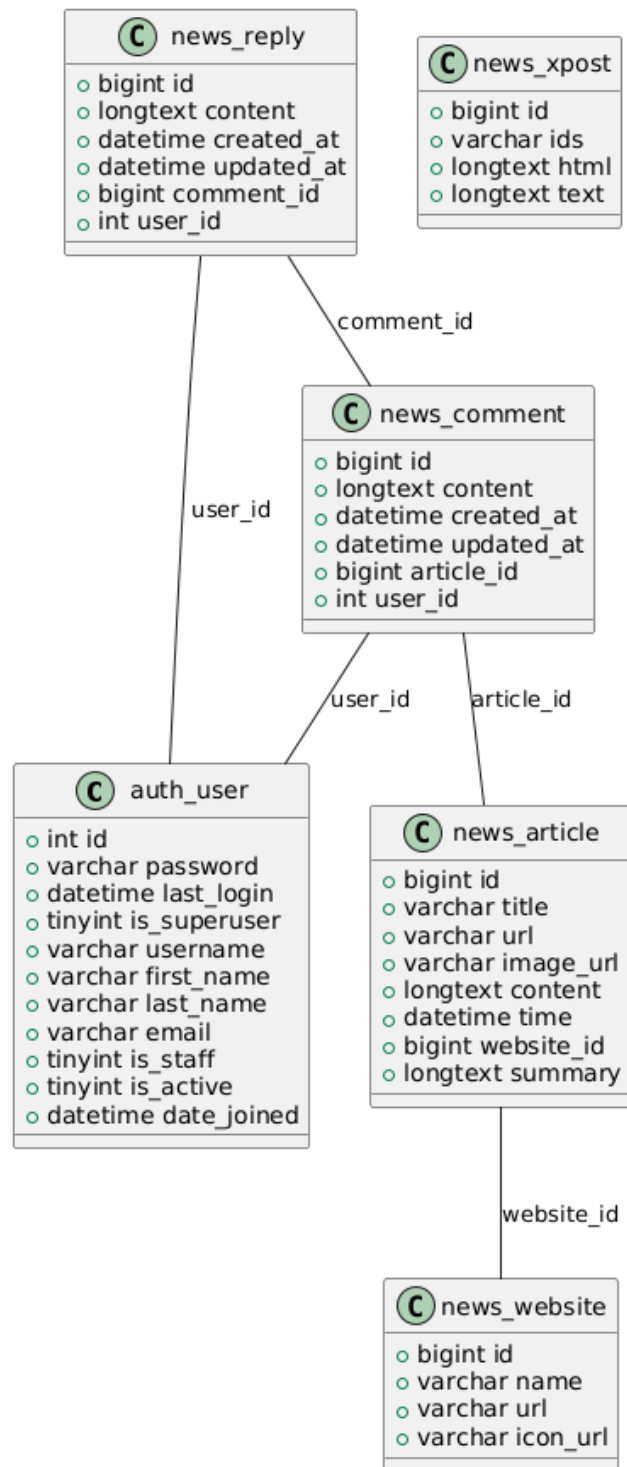 C news_reply
bigint id
longtext content
datetime created_at
datetime updated_at
bigint comment_id
int user_id
C news_xpost
bigint id
varchar ids
longtext html
longtext text
comment_id
user_id
C news_comment
bigint id
longtext content
datetime created_at
datetime updated_at
bigint article_id
int user_id
user_id
article_id
C auth_user
int id
varchar password
datetime last_login
tinyint is_superuser
varchar username
varchar first_name
varchar last_name
varchar email
tinyint is_staff
tinyint is_active
datetime date_joined
C news_article
bigint id
varchar title
varchar url
varchar image_url
longtext content
datetime time
bigint website_id
longtext summary
website_id
C news_website
bigint id
varchar name
varchar url
varchar icon_url